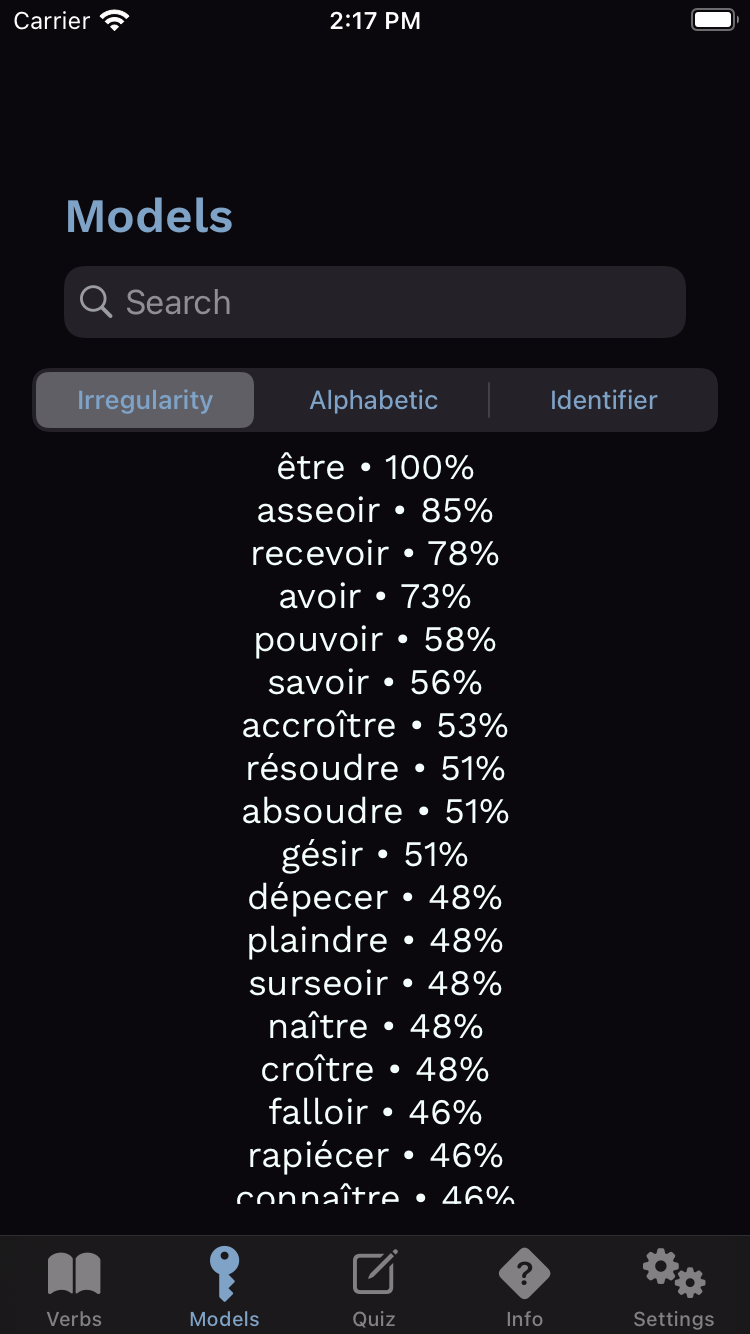 Carrier 2:17 PM
Models
Search
Irregularity Alphabetic Identifier
être • 100%
asseoir • 85%
recevoir • 78%
avoir • 73%
pouvoir • 58%
savoir • 56%
accroître • 53%
résoudre • 51%
absoudre • 51%
gésir • 51%
dépecer • 48%
plaindre • 48%
surseoir • 48%
naître • 48%
croître • 48%
falloir • 46%
rapiécer • 46%
connaître • 46%
Verbs Models Quiz Info Settings